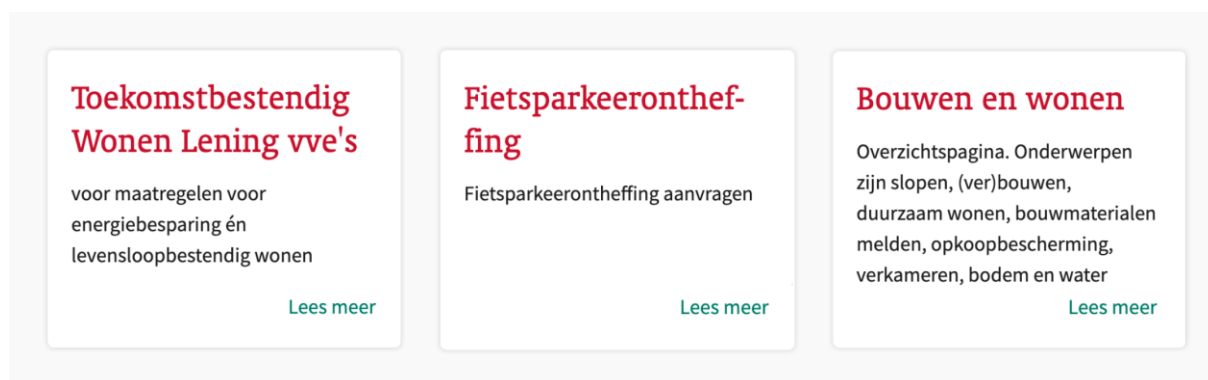 Toekomstbestendig
Wonen Lening vve's
voor maatregelen voor
energiebesparing én
levensloopbestendig wonen
Lees meer
Fietsparkeeronthef-
fing
Fietsparkeerontheffing aanvragen
Lees meer
Bouwen en wonen
Overzichtspagina. Onderwerpen
zijn slopen, (ver)bouwen,
duurzaam wonen, bouwmaterialen
melden, opkoopbescherming,
verkameren, bodem en water
Lees meer